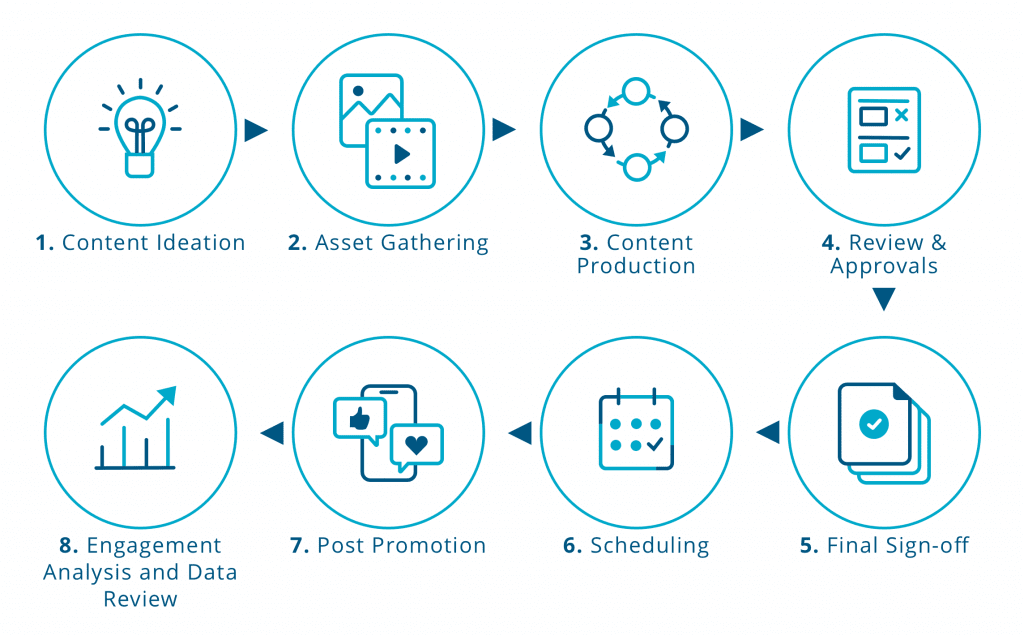 1. Content Ideation
2. Asset Gathering
3. Content
Production
4. Review &
Approvals
5. Final Sign-off
6. Scheduling
7. Post Promotion
8. Engagement
Analysis and Data
Review